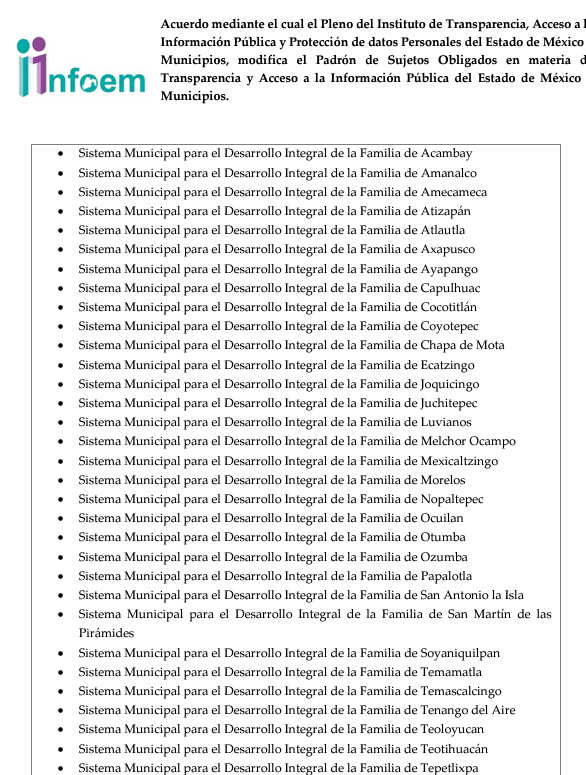 infoem
Acuerdo mediante el cual el Pleno del Instituto de Transparencia, Acceso a
Información Pública y Protección de datos Personales del Estado de México
Municipios, modifica el Padrón de Sujetos Obligados en materia
Transparencia y Acceso a la Información Pública del Estado de México
Municipios.
• Sistema Municipal para el Desarrollo Integral de la Familia de Acambay
• Sistema Municipal para el Desarrollo Integral de la Familia de Amanalco
• Sistema Municipal para el Desarrollo Integral de la Familia de Amecameca
• Sistema Municipal para el Desarrollo Integral de la Familia de Atizapán
• Sistema Municipal para el Desarrollo Integral de la Familia de Atlautla
• Sistema Municipal para el Desarrollo Integral de la Familia de Axapusco
• Sistema Municipal para el Desarrollo Integral de la Familia de Ayapango
• Sistema Municipal para el Desarrollo Integral de la Familia de Capulhuac
• Sistema Municipal para el Desarrollo Integral de la Familia de Cocotitlán
• Sistema Municipal para el Desarrollo Integral de la Familia de Coyotepec
• Sistema Municipal para el Desarrollo Integral de la Familia de Chapa de Mota
• Sistema Municipal para el Desarrollo Integral de la Familia de Ecatzingo
• Sistema Municipal para el Desarrollo Integral de la Familia de Joquicingo
• Sistema Municipal para el Desarrollo Integral de la Familia de Juchitepec
• Sistema Municipal para el Desarrollo Integral de la Familia de Luvianos
• Sistema Municipal para el Desarrollo Integral de la Familia de Melchor Ocampo
• Sistema Municipal para el Desarrollo Integral de la Familia de Mexicaltzingo
• Sistema Municipal para el Desarrollo Integral de la Familia de Morelos
• Sistema Municipal para el Desarrollo Integral de la Familia de Nopaltepec
• Sistema Municipal para el Desarrollo Integral de la Familia de Ocuilan
• Sistema Municipal para el Desarrollo Integral de la Familia de Otumba
• Sistema Municipal para el Desarrollo Integral de la Familia de Ozumba
• Sistema Municipal para el Desarrollo Integral de la Familia de Papalotla
• Sistema Municipal para el Desarrollo Integral de la Familia de San Antonio la Isla
• Sistema Municipal para el Desarrollo Integral de la Familia de San Martín de las
Pirámides
• Sistema Municipal para el Desarrollo Integral de la Familia de Soyaniquilpan
• Sistema Municipal para el Desarrollo Integral de la Familia de Temamatla
• Sistema Municipal para el Desarrollo Integral de la Familia de Temascalcingo
• Sistema Municipal para el Desarrollo Integral de la Familia de Tenango del Aire
• Sistema Municipal para el Desarrollo Integral de la Familia de Teoloyucan
• Sistema Municipal para el Desarrollo Integral de la Familia de Teotihuacán
• Sistema Municipal para el Desarrollo Integral de la Familia de Tepetlixpa